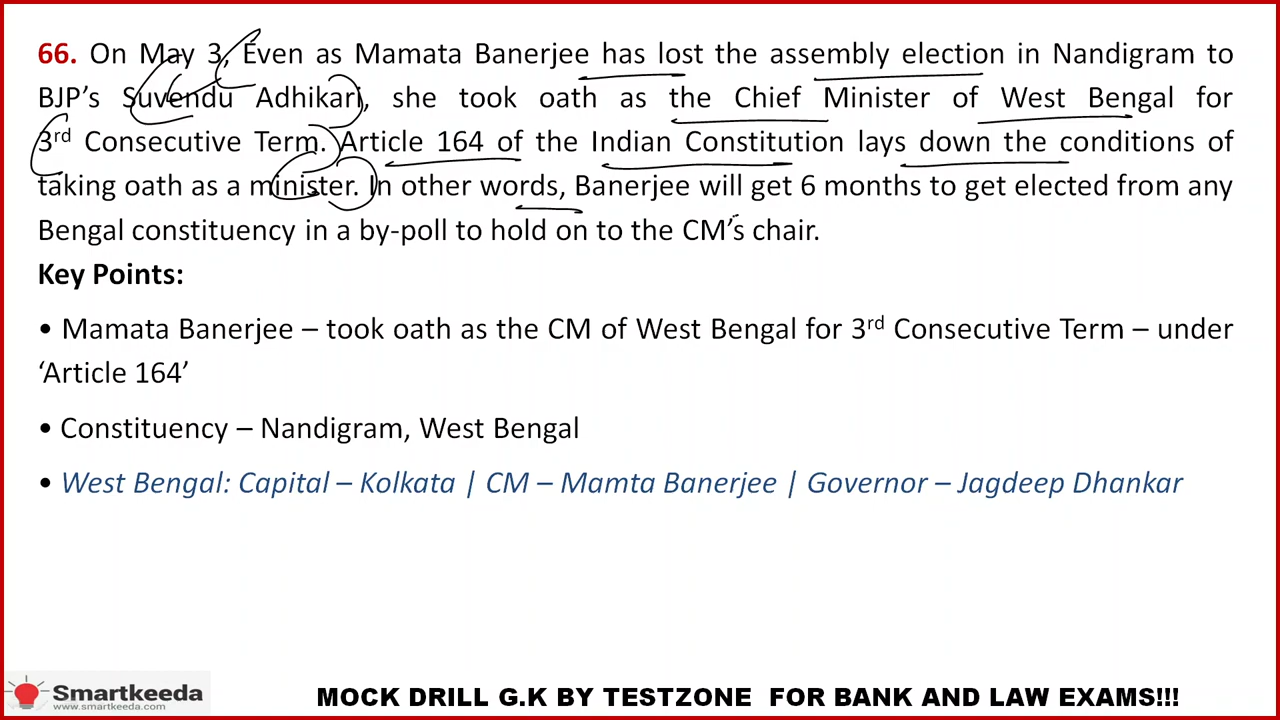 66. On May 3, Even as Mamata Banerjee has lost the assembly election in Nandigram to
BJP's Suvendu Adhikari, she took oath as the Chief Minister of West Bengal for
3rd Consecutive Term. Article 164 of the Indian Constitution lays down the conditions of
taking oath as a minister. In other words, Banerjee will get 6 months to get elected from any
Bengal constituency in a by-poll to hold on to the CM's chair.
Key Points:
• Mamata Banerjee – took oath as the CM of West Bengal for 3rd Consecutive Term – under
‘Article 164’
• Constituency – Nandigram, West Bengal
• West Bengal: Capital – Kolkata | CM – Mamta Banerjee | Governor – Jagdeep Dhankar
Smartkeeda
www.smartkeeda.com
MOCK DRILL G.K BY TESTZONE FOR BANK AND LAW EXAMS!!!